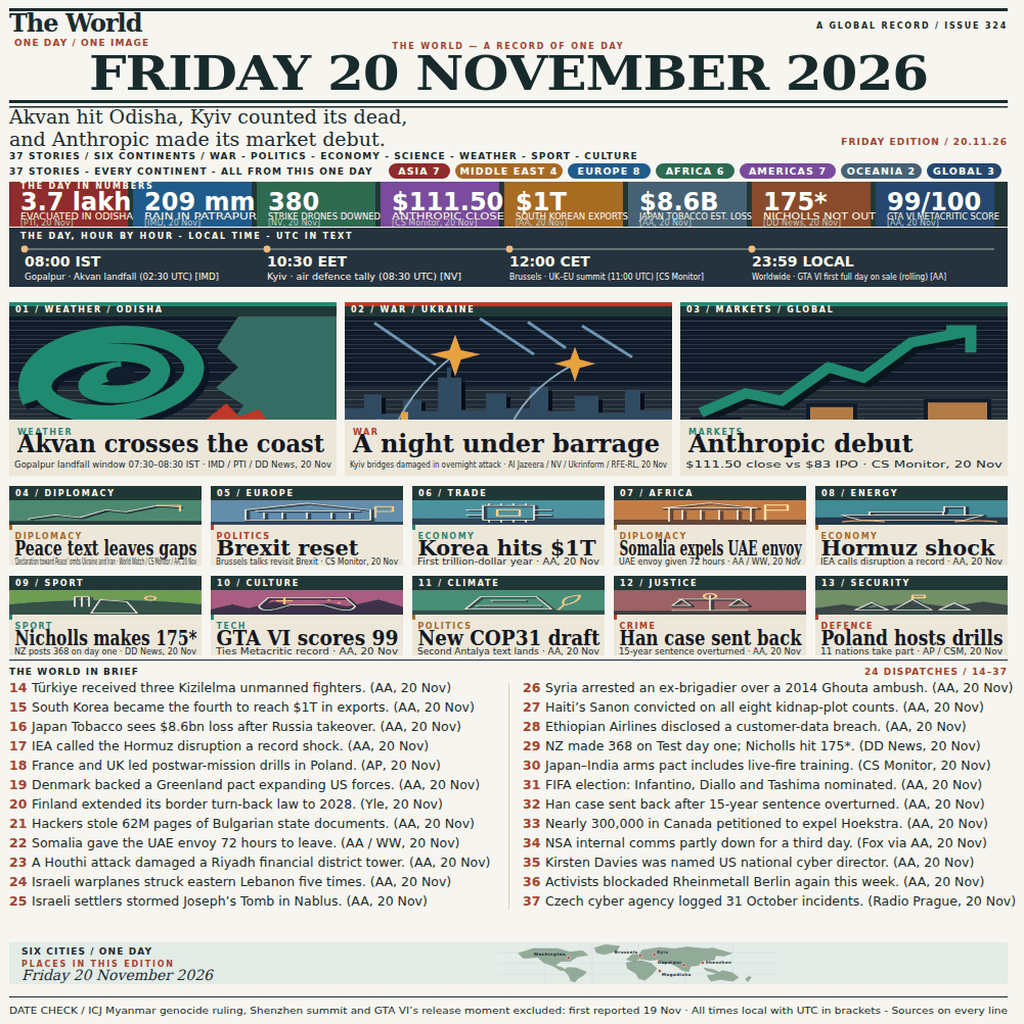 The World
ONE DAY / ONE IMAGE
A GLOBAL RECORD / ISSUE 324
THE WORLD — A RECORD OF ONE DAY
FRIDAY 20 NOVEMBER 2026
Akvan hit Odisha, Kyiv counted its dead,
and Anthropic made its market debut.
FRIDAY EDITION / 20.11.26
37 STORIES / SIX CONTINENTS / WAR - POLITICS - ECONOMY - SCIENCE - WEATHER - SPORT - CULTURE
37 STORIES - EVERY CONTINENT - ALL FROM THIS ONE DAY
ASIA 7
MIDDLE EAST 4
EUROPE 8
AFRICA 6
AMERICAS 7
OCEANIA 2
GLOBAL 3
THE DAY IN NUMBERS
3.7 lakh
EVACUATED IN ODISHA
[PTI, 20 Nov]
209 mm
RAIN IN PATRAPUR
[IMD, 20 Nov]
380
STRIKE DRONES DOWNED
[NV, 20 Nov]
$111.50
ANTHROPIC CLOSE
[CS Monitor, 20 Nov]
$1T
SOUTH KOREAN EXPORTS
[AA, 20 Nov]
$8.6B
JAPAN TOBACCO EST. LOSS
[AA, 20 Nov]
175*
NICHOLLS NOT OUT
[DD News, 20 Nov]
99/100
GTA VI METACRITIC SCORE
[AA, 20 Nov]
THE DAY, HOUR BY HOUR - LOCAL TIME - UTC IN TEXT
08:00 IST
Gopalpur · Akvan landfall (02:30 UTC) [IMD]
10:30 EET
Kyiv · air defence tally (08:30 UTC) [NV]
12:00 CET
Brussels · UK–EU summit (11:00 UTC) [CS Monitor]
23:59 LOCAL
Worldwide · GTA VI first full day on sale (rolling) [AA]
01 / WEATHER / ODISHA
WEATHER
Akvan crosses the coast
Gopalpur landfall window 07:30–08:30 IST · IMD / PTI / DD News, 20 Nov
02 / WAR / UKRAINE
WAR
A night under barrage
Kyiv bridges damaged in overnight attack · Al Jazeera / NV / Ukrinform / RFE-RL, 20 Nov
03 / MARKETS / GLOBAL
MARKETS
Anthropic debut
$111.50 close vs $83 IPO · CS Monitor, 20 Nov
04 / DIPLOMACY
DIPLOMACY
Peace text leaves gaps
'Declaration toward Peace' omits Ukraine and Iran · World Watch / CS Monitor / AA, 20 Nov
05 / EUROPE
POLITICS
Brexit reset
Brussels talks revisit Brexit · CS Monitor, 20 Nov
06 / TRADE
ECONOMY
Korea hits $1T
First trillion-dollar year · AA, 20 Nov
07 / AFRICA
DIPLOMACY
Somalia expels UAE envoy
UAE envoy given 72 hours · AA / WW, 20 Nov
08 / ENERGY
ECONOMY
Hormuz shock
IEA calls disruption a record · AA, 20 Nov
09 / SPORT
SPORT
Nicholls makes 175*
NZ posts 368 on day one · DD News, 20 Nov
10 / CULTURE
TECH
GTA VI scores 99
Ties Metacritic record · AA, 20 Nov
11 / CLIMATE
POLITICS
New COP31 draft
Second Antalya text lands · AA, 20 Nov
12 / JUSTICE
CRIME
Han case sent back
15-year sentence overturned · AA, 20 Nov
13 / SECURITY
DEFENCE
Poland hosts drills
11 nations take part · AP / CSM, 20 Nov
THE WORLD IN BRIEF
24 DISPATCHES / 14–37
14 Türkiye received three Kizilelma unmanned fighters. (AA, 20 Nov)
15 South Korea became the fourth to reach $1T in exports. (AA, 20 Nov)
16 Japan Tobacco sees $8.6bn loss after Russia takeover. (AA, 20 Nov)
17 IEA called the Hormuz disruption a record shock. (AA, 20 Nov)
18 France and UK led postwar-mission drills in Poland. (AP, 20 Nov)
19 Denmark backed a Greenland pact expanding US forces. (AA, 20 Nov)
20 Finland extended its border turn-back law to 2028. (Yle, 20 Nov)
21 Hackers stole 62M pages of Bulgarian state documents. (AA, 20 Nov)
22 Somalia gave the UAE envoy 72 hours to leave. (AA / WW, 20 Nov)
23 A Houthi attack damaged a Riyadh financial district tower. (AA, 20 Nov)
24 Israeli warplanes struck eastern Lebanon five times. (AA, 20 Nov)
25 Israeli settlers stormed Joseph’s Tomb in Nablus. (AA, 20 Nov)
26 Syria arrested an ex-brigadier over a 2014 Ghouta ambush. (AA, 20 Nov)
27 Haiti’s Sanon convicted on all eight kidnap-plot counts. (AA, 20 Nov)
28 Ethiopian Airlines disclosed a customer-data breach. (AA, 20 Nov)
29 NZ made 368 on Test day one; Nicholls hit 175*. (DD News, 20 Nov)
30 Japan–India arms pact includes live-fire training. (CS Monitor, 20 Nov)
31 FIFA election: Infantino, Diallo and Tashima nominated. (AA, 20 Nov)
32 Han case sent back after 15-year sentence overturned. (AA, 20 Nov)
33 Nearly 300,000 in Canada petitioned to expel Hoekstra. (AA, 20 Nov)
34 NSA internal comms partly down for a third day. (Fox via AA, 20 Nov)
35 Kirsten Davies was named US national cyber director. (AA, 20 Nov)
36 Activists blockaded Rheinmetall Berlin again this week. (AA, 20 Nov)
37 Czech cyber agency logged 31 October incidents. (Radio Prague, 20 Nov)
SIX CITIES / ONE DAY
PLACES IN THIS EDITION
Friday 20 November 2026
Washington
Brussels
Kyiv
Gopalpur
Shenzhen
Mogadishu
DATE CHECK / ICJ Myanmar genocide ruling, Shenzhen summit and GTA VI’s release moment excluded: first reported 19 Nov · All times local with UTC in brackets - Sources on every line